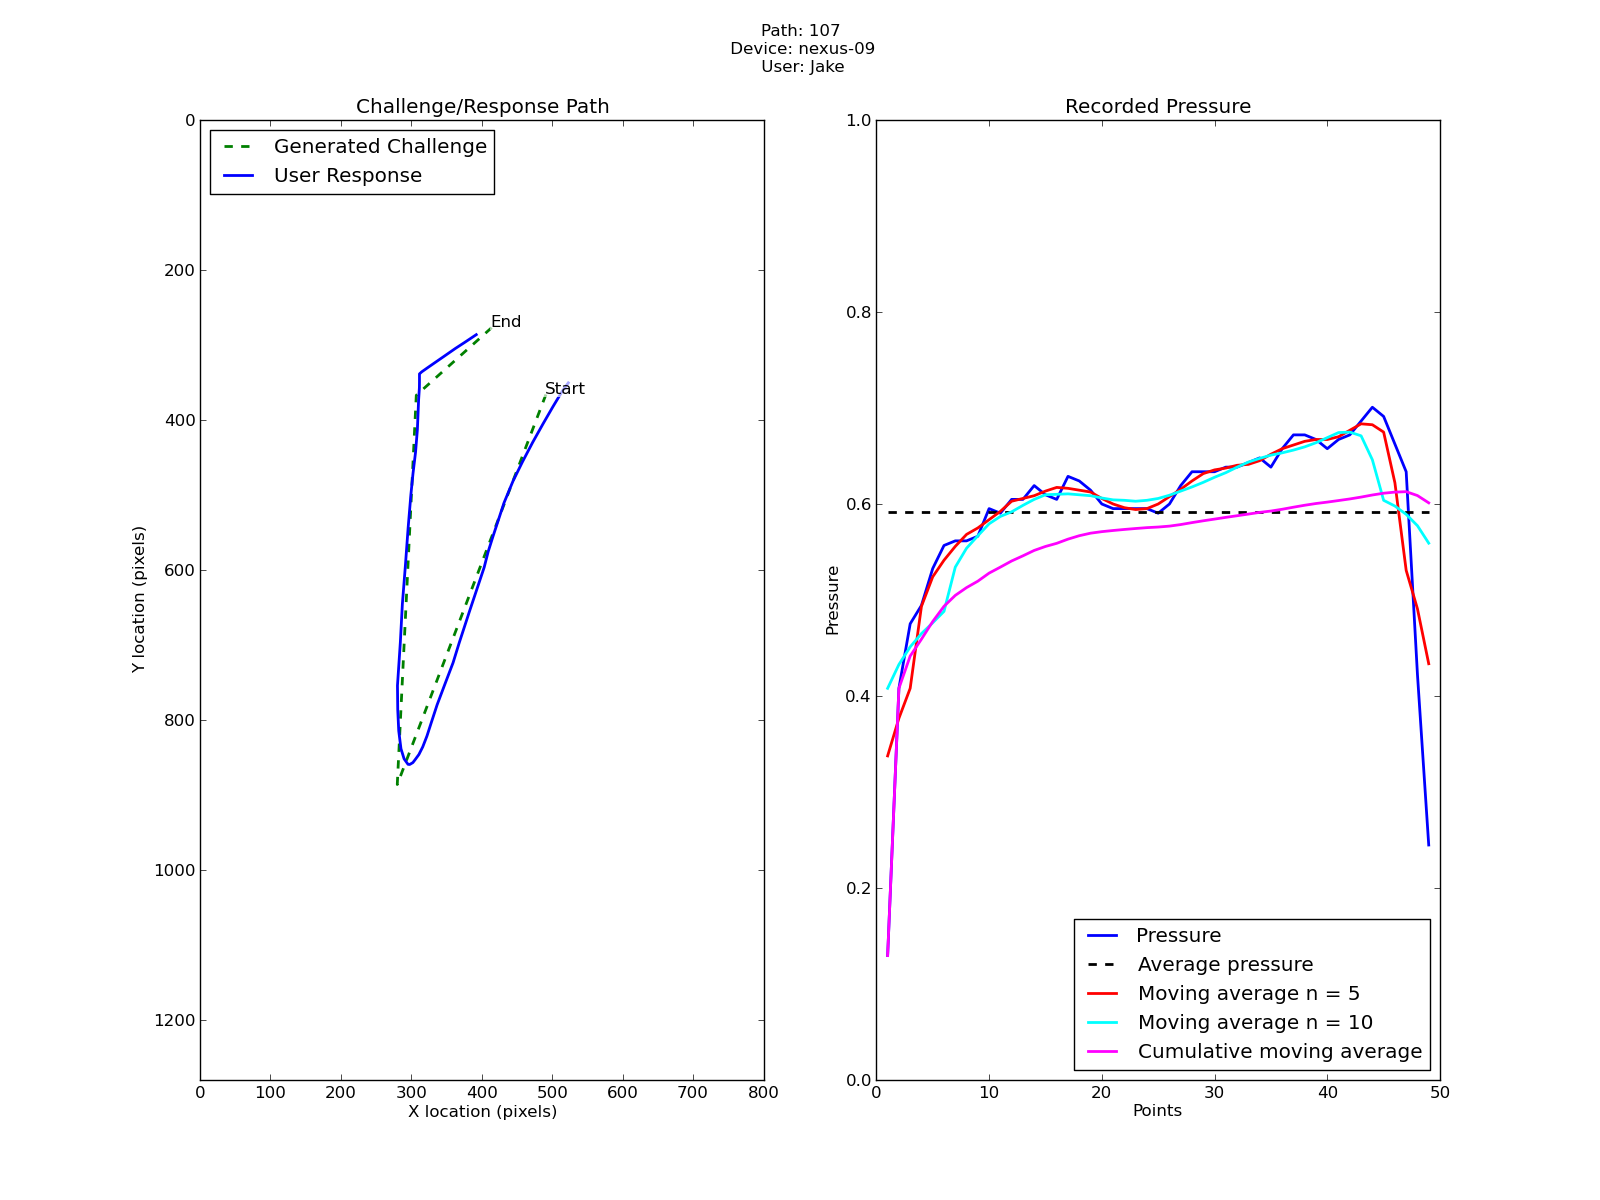 Path: 107
Device: nexus-09
User: Jake
Challenge/Response Path
Generated Challenge
User Response
End
Start
0
200
400
600
800
1000
1200
Y location (pixels)
0 100 200 300 400 500 600 700 800
X location (pixels)
Recorded Pressure
1.0
0.8
0.6
0.4
0.2
0.0
Pressure
Pressure
Average pressure
Moving average n = 5
Moving average n = 10
Cumulative moving average
0 10 20 30 40 50
Points